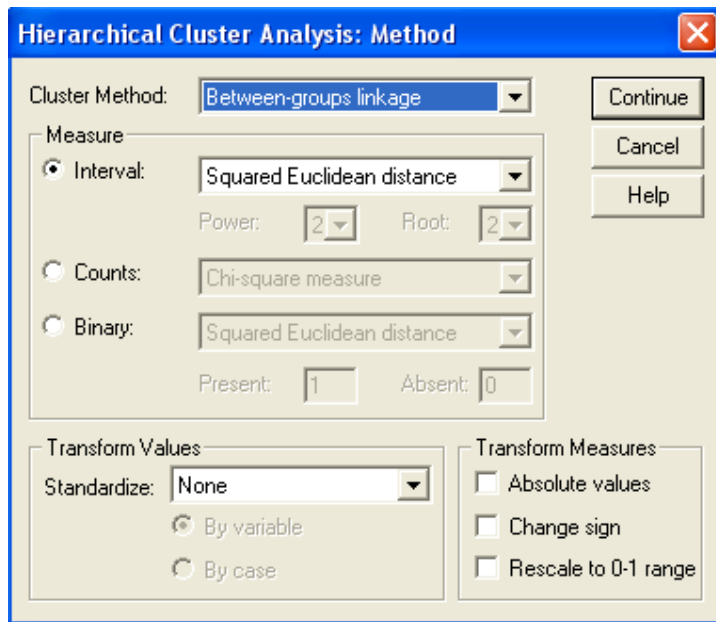 Hierarchical Cluster Analysis: Method
Cluster Method: Between-groups linkage
Continue
Cancel
Help
Measure
Interval: Squared Euclidean distance
Power: 2 Root: 2
Counts: Chi-square measure
Binary: Squared Euclidean distance
Present: 1 Absent: 0
Transform Values
Standardize: None
By variable
By case
Transform Measures
Absolute values
Change sign
Rescale to 0-1 range